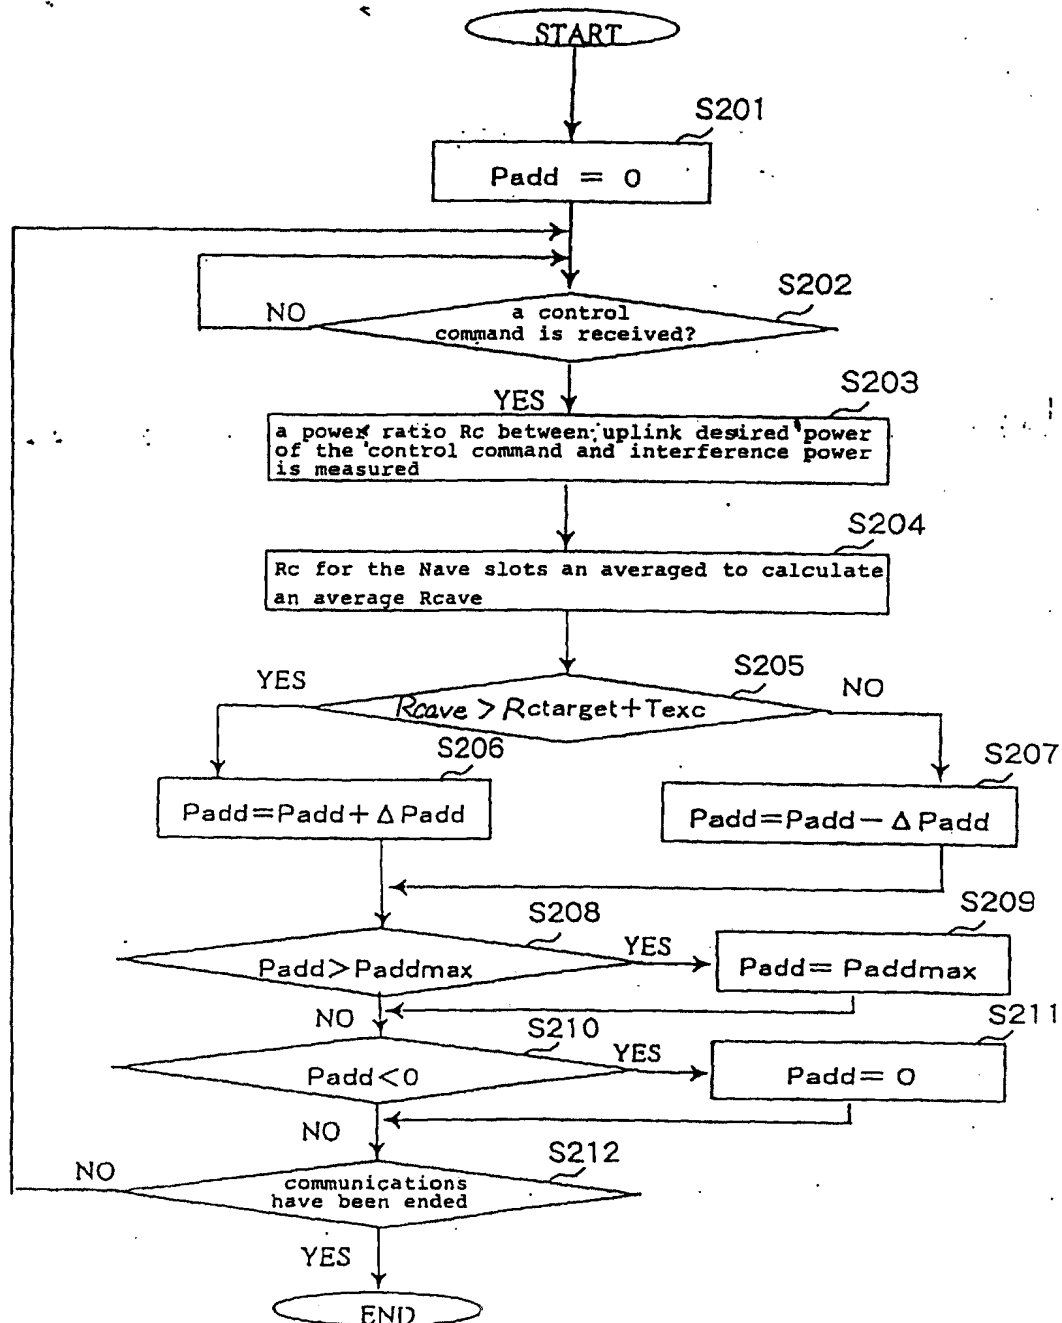 START
S201
Padd = 0
S202
NO
a control
command is received?
YES
S203
a power ratio Rc between uplink desired power
of the control command and interference power
is measured
S204
Rc for the Nave slots an averaged to calculate
an average Rcave
S205
YES
NO
Rcave > Rctarget+Texc
S206
S207
Padd=Padd+ Δ Padd
Padd=Padd− Δ Padd
S208
S209
YES
Padd>Paddmax
Padd= Paddmax
NO
S210
S211
YES
Padd<0
Padd= 0
NO
S212
NO
communications
have been ended
YES
END